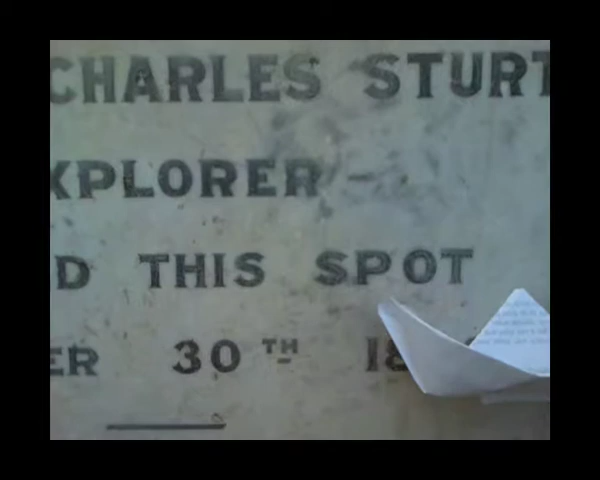 CHARLES STURT
XPLORER –
D THIS SPOT
ER 30TH 18